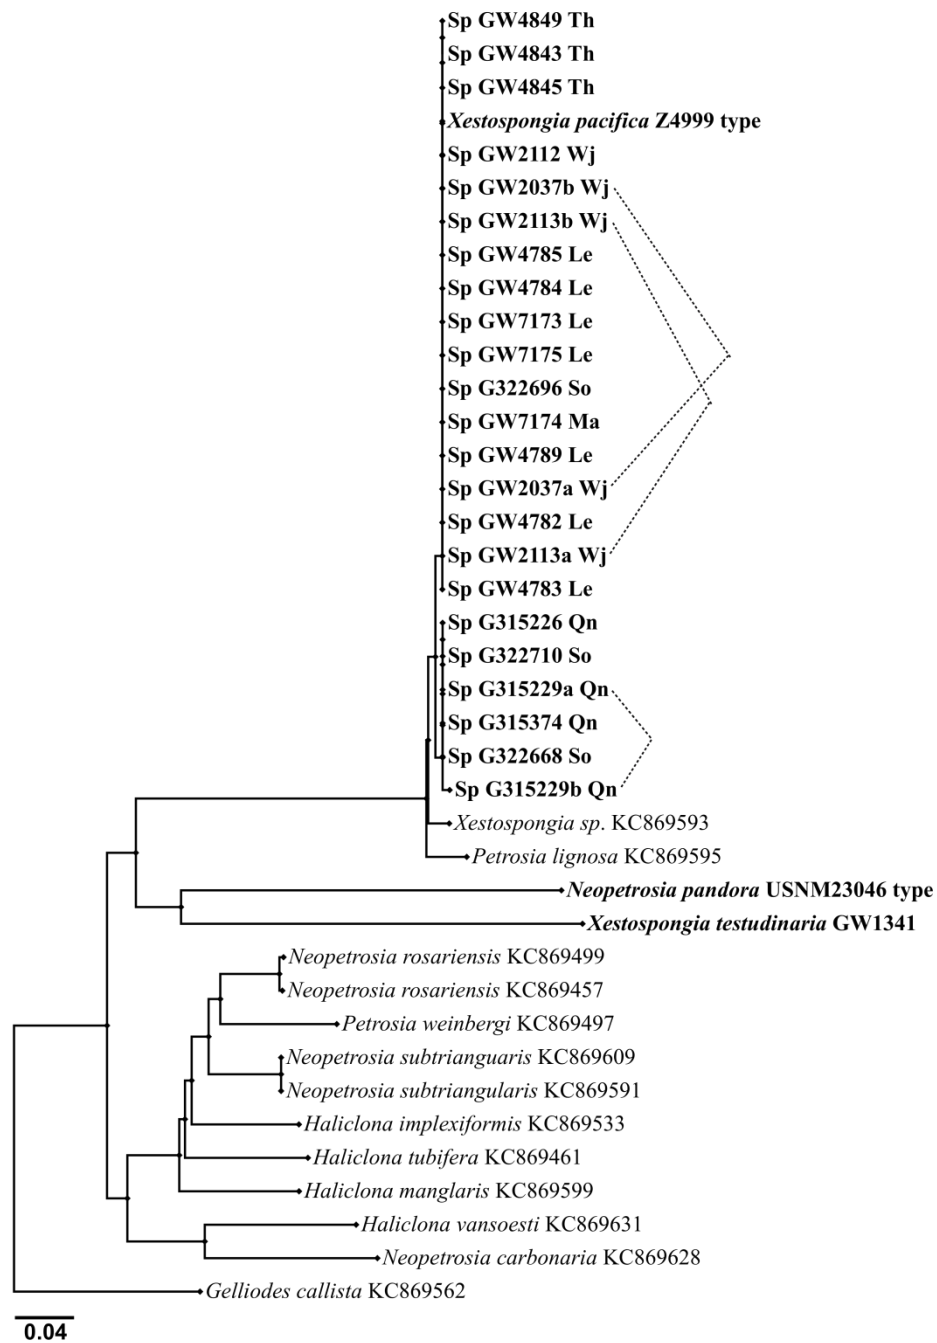 Sp GW4849 Th
Sp GW4843 Th
Sp GW4845 Th
Xestospongia pacifica Z4999 type
Sp GW2112 Wj
Sp GW2037b Wj
Sp GW2113b Wj
Sp GW4785 Le
Sp GW4784 Le
Sp GW7173 Le
Sp GW7175 Le
Sp G322696 So
Sp GW7174 Ma
Sp GW4789 Le
Sp GW2037a Wj
Sp GW4782 Le
Sp GW2113a Wj
Sp GW4783 Le
Sp G315226 Qn
Sp G322710 So
Sp G315229a Qn
Sp G315374 Qn
Sp G322668 So
Sp G315229b Qn
Xestospongia sp. KC869593
Petrosia lignosa KC869595
Neopetrosia pandora USNM23046 type
Xestospongia testudinaria GW1341
Neopetrosia rosariensis KC869499
Neopetrosia rosariensis KC869457
Petrosia weinbergi KC869497
Neopetrosia subtrianguaris KC869609
Neopetrosia subtriangularis KC869591
Haliclona implexiformis KC869533
Haliclona tubifera KC869461
Haliclona manglaris KC869599
Haliclona vansoesti KC869631
Neopetrosia carbonaria KC869628
Gelliodes callista KC869562
0.04